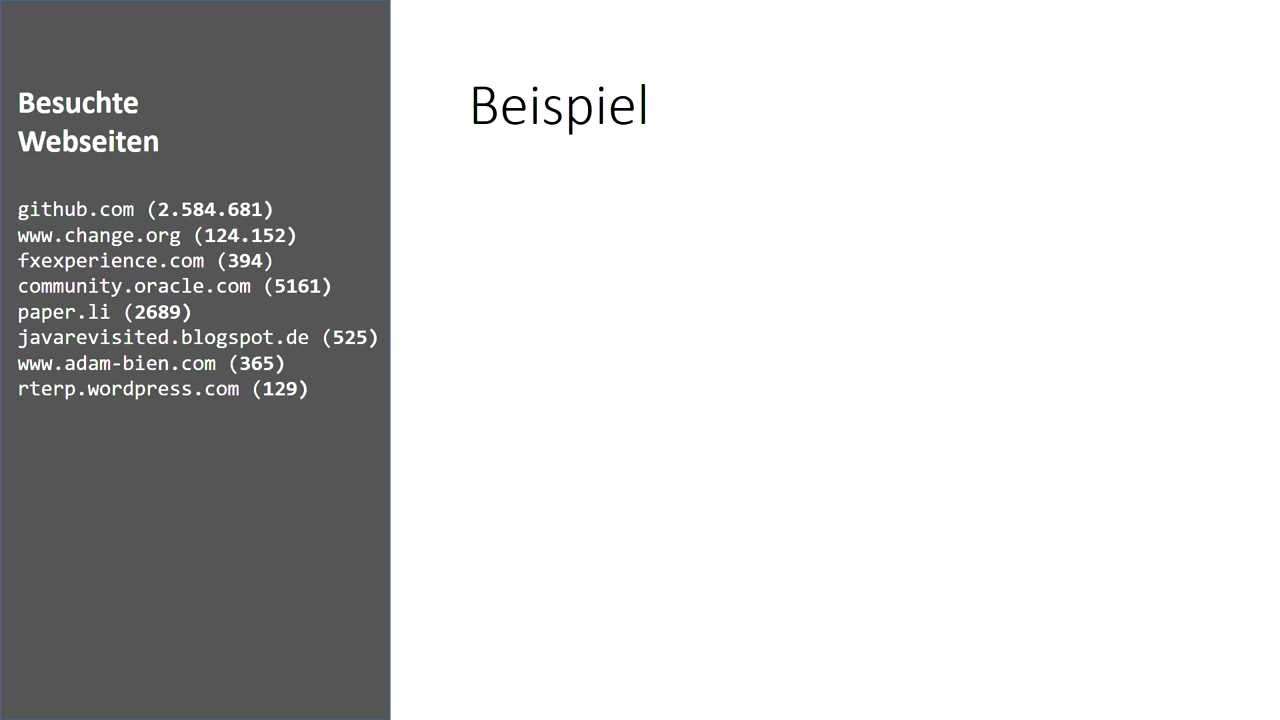 Besuchte
Webseiten
github.com (2.584.681)
www.change.org (124.152)
fxexperience.com (394)
community.oracle.com (5161)
paper.li (2689)
javarevisited.blogspot.de (525)
www.adam-bien.com (365)
rterp.wordpress.com (129)
Beispiel